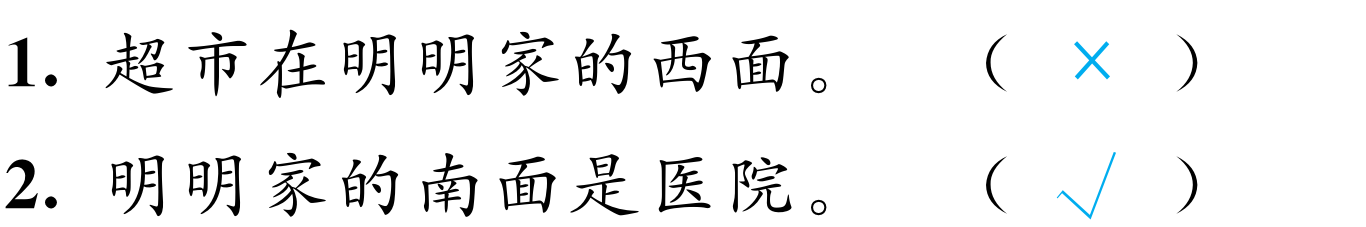 1. 超市在明明家的西面。 （ × ）
2. 明明家的南面是医院。 （ √ ）